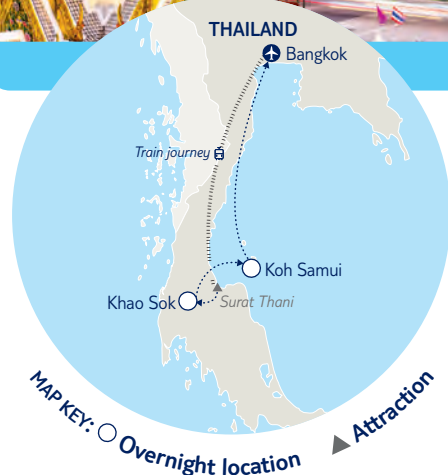 THAILAND
Bangkok
Train journey
Koh Samui
Khao Sok
Surat Thani
MAP KEY:
Overnight location
Attraction